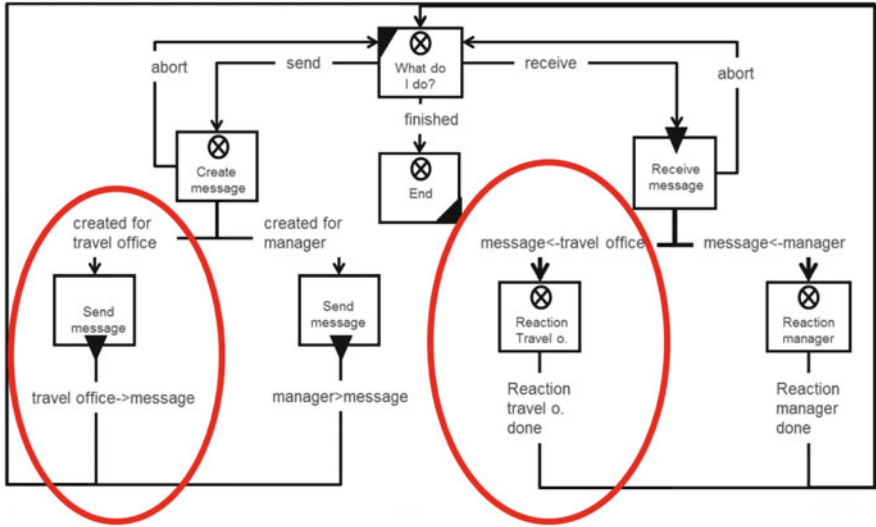 What do
I do?
abort
send
receive
abort
finished
Create
message
End
Receive
message
created for
travel office
created for
manager
message<-travel office
message<-manager
Send
message
Send
message
Reaction
Travel o.
Reaction
manager
travel office->message
manager>message
Reaction
travel o.
done
Reaction
manager
done